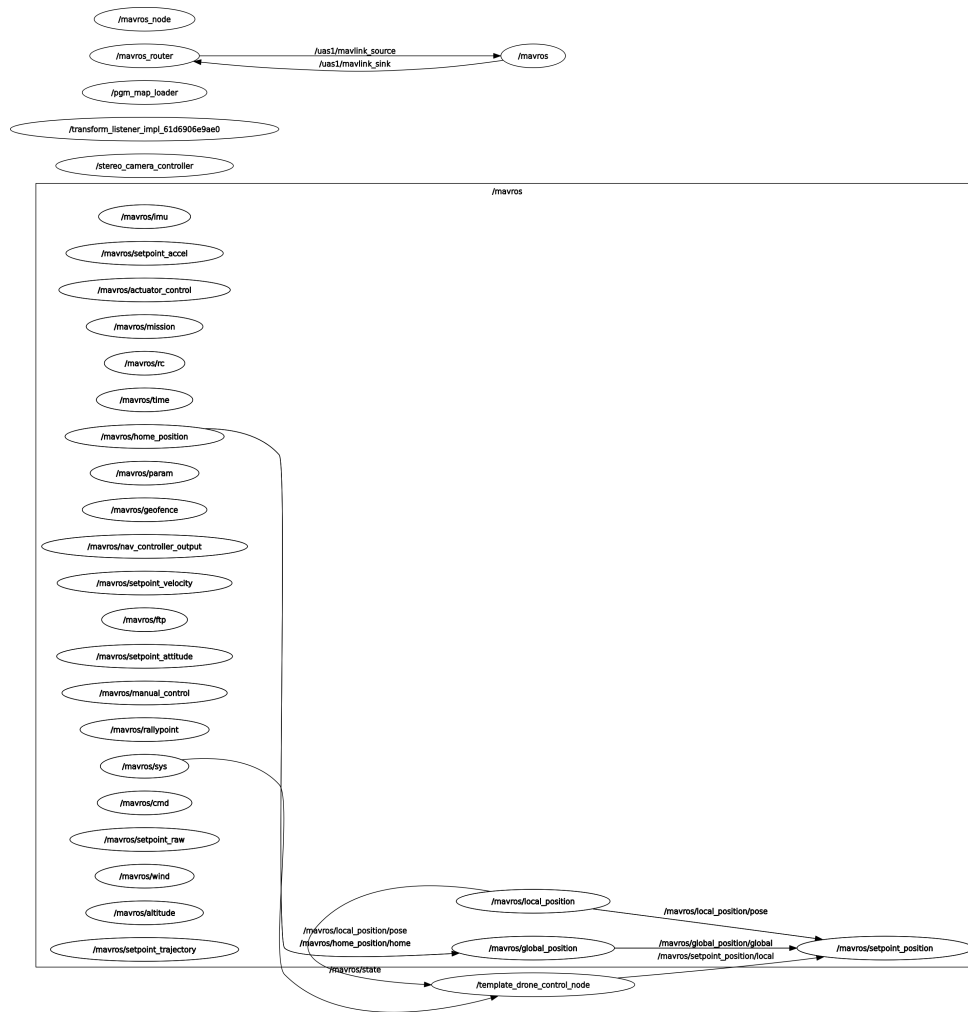 /mavros_node
/mavros_router
/uas1/mavlink_source
/uas1/mavlink_sink
/mavros
/pgm_map_loader
/transform_listener_impl_61d6906e9ae0
/stereo_camera_controller
/mavros
/mavros/imu
/mavros/setpoint_accel
/mavros/actuator_control
/mavros/mission
/mavros/rc
/mavros/time
/mavros/home_position
/mavros/param
/mavros/geofence
/mavros/nav_controller_output
/mavros/setpoint_velocity
/mavros/ftp
/mavros/setpoint_attitude
/mavros/manual_control
/mavros/rallypoint
/mavros/sys
/mavros/cmd
/mavros/setpoint_raw
/mavros/wind
/mavros/altitude
/mavros/setpoint_trajectory
/mavros/local_position
/mavros/local_position/pose
/mavros/local_position/pose
/mavros/home_position/home
/mavros/global_position
/mavros/global_position/global
/mavros/setpoint_position/local
/mavros/setpoint_position
/mavros/state
/template_drone_control_node